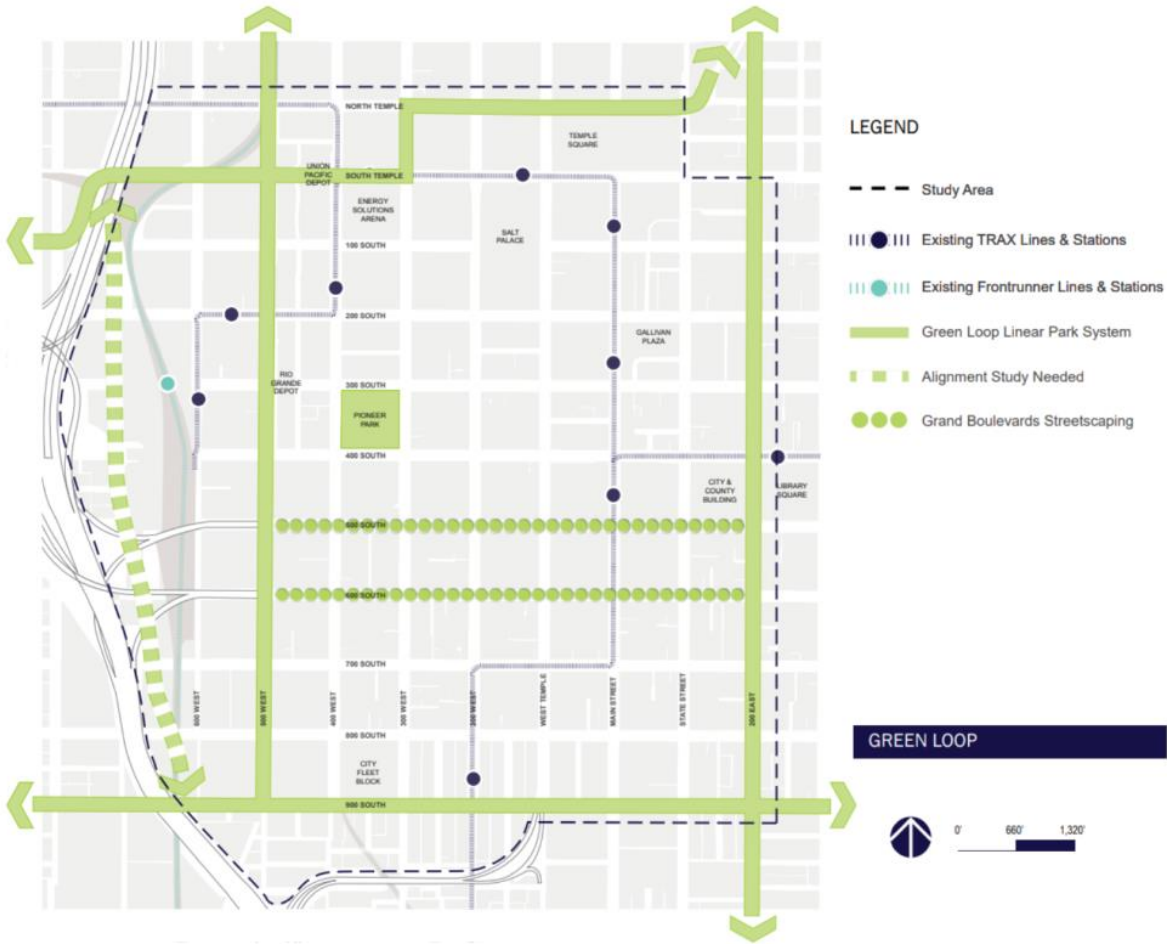 NORTH TEMPLE
TEMPLE
SQUARE
UNION
PACIFIC
DEPOT
SOUTH TEMPLE
ENERGY
SOLUTIONS
ARENA
SALT
PALACE
100 SOUTH
200 SOUTH
GALLIVAN
PLAZA
RIO
GRANDE
DEPOT
300 SOUTH
PIONEER
PARK
400 SOUTH
CITY &
COUNTY
BUILDING
LIBRARY
SQUARE
500 SOUTH
600 SOUTH
700 SOUTH
600 WEST
500 WEST
400 WEST
300 WEST
200 WEST
WEST TEMPLE
MAIN STREET
STATE STREET
200 EAST
800 SOUTH
CITY
FLEET
BLOCK
900 SOUTH
LEGEND
Study Area
Existing TRAX Lines & Stations
Existing Frontrunner Lines & Stations
Green Loop Linear Park System
Alignment Study Needed
Grand Boulevards Streetscaping
GREEN LOOP
0' 660' 1,320'